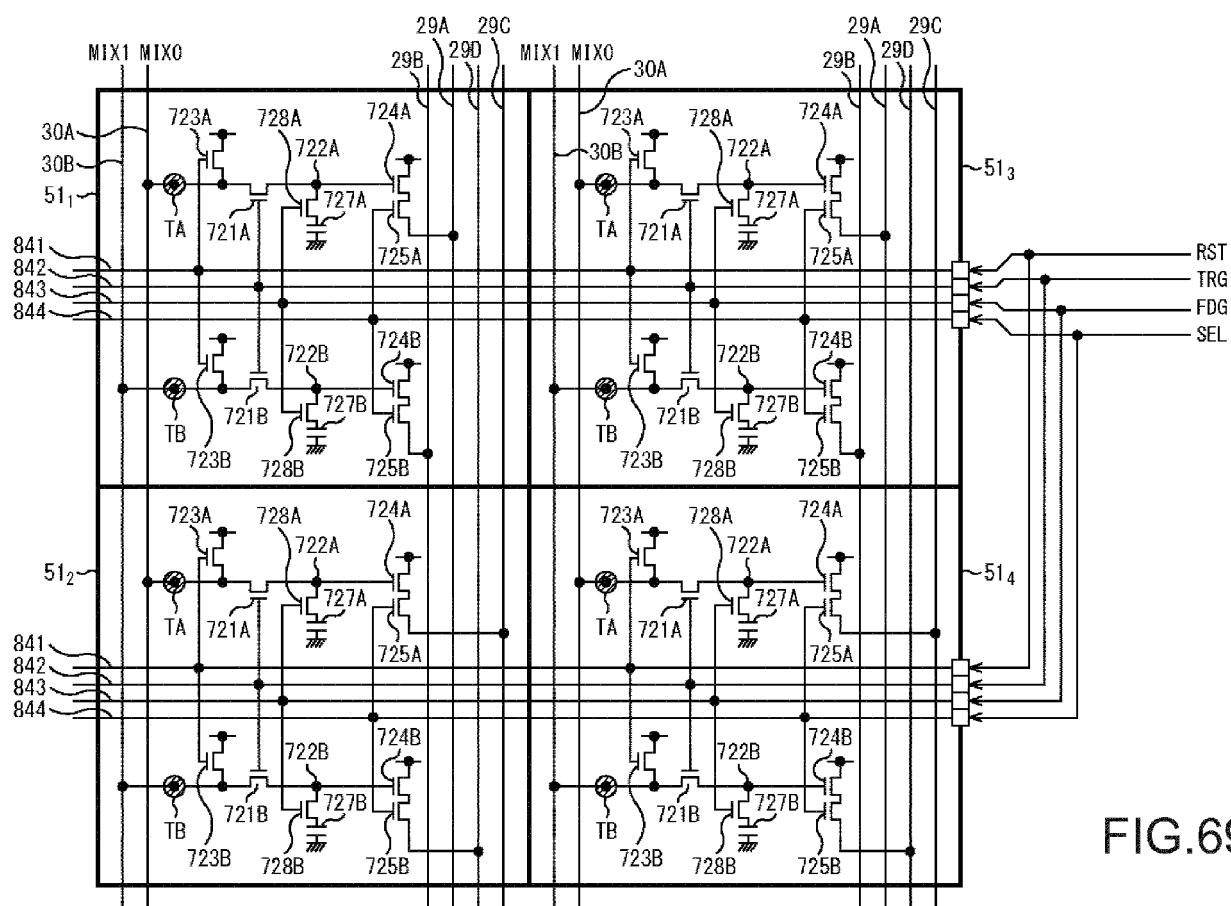 29A 29C 29A 29C
MIX1 MIX0 29B 29D MIX1 MIX0 29B 29D
30A
723A 728A 724A 723A 728A 724A
30A 722A 30B 722A
30B
51₁ 51₃
727A 727A
TA 721A TA 721A
725A 725A
841 RST
842 TRG
843 FDG
844 SEL
722B 724B 722B 724B
721B 727B 721B 727B
TB TB
723B 728B 725B 723B 728B 725B
723A 728A 724A 723A 728A 724A
722A 722A
51₂ 51₄
727A 727A
TA 721A TA 721A
725A 725A
841
842
843
844
722B 724B 722B 724B
721B 727B 721B 727B
TB TB
723B 728B 725B 723B 728B 725B
FIG.69